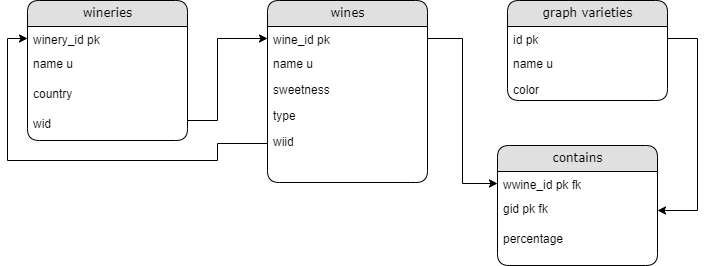 wineries
winery_id pk
name u
country
wid
wines
wine_id pk
name u
sweetness
type
wiid
graph varieties
id pk
name u
color
contains
wwine_id pk fk
gid pk fk
percentage